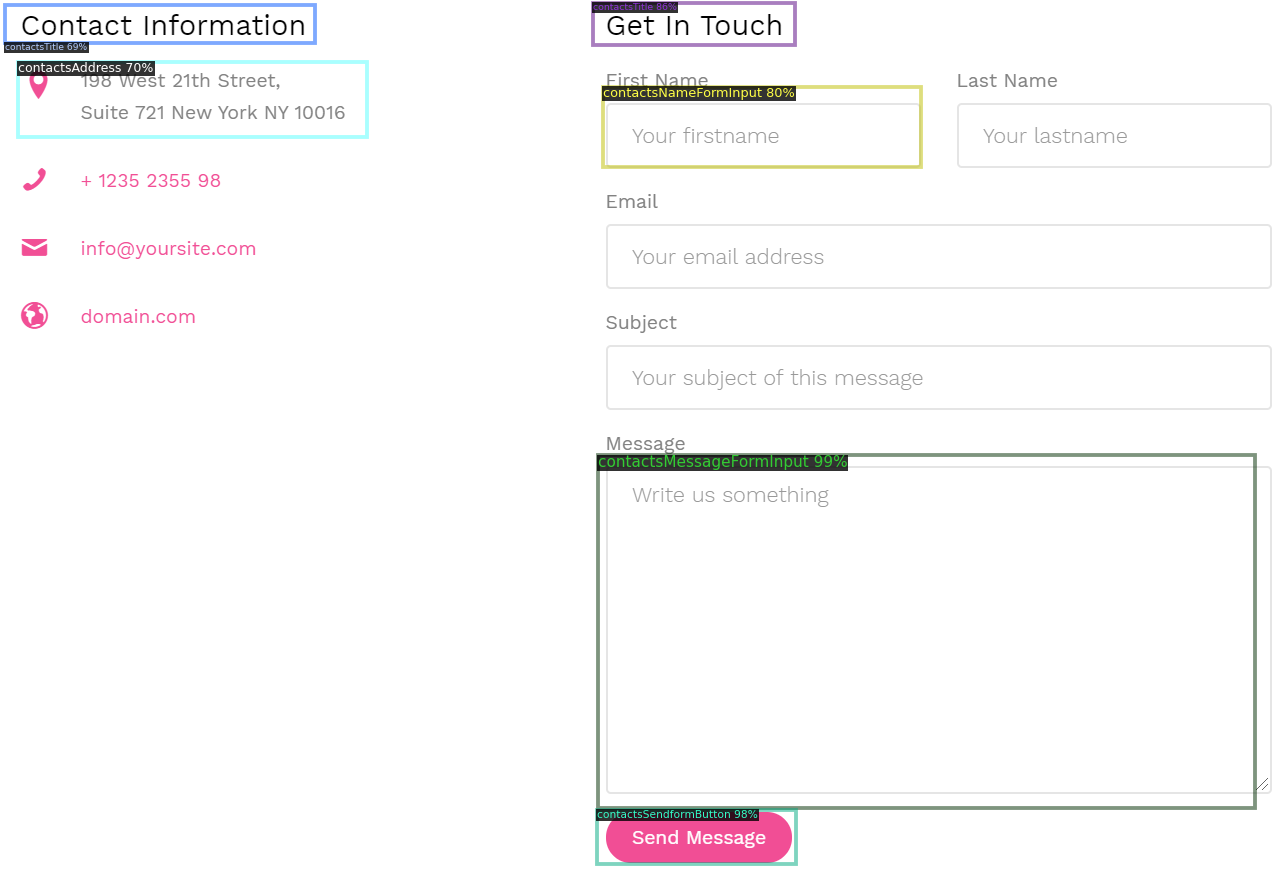 Contact Information
contactsTitle 69%
contactsAddress 70%
198 West 21th Street,
Suite 721 New York NY 10016
+ 1235 2355 98
info@yoursite.com
domain.com
contactsTitle 86%
Get In Touch
First Name
Last Name
contactsNameFormInput 80%
Your firstname
Your lastname
Email
Your email address
Subject
Your subject of this message
Message
contactsMessageFormInput 99%
Write us something
contactsSendformButton 98%
Send Message